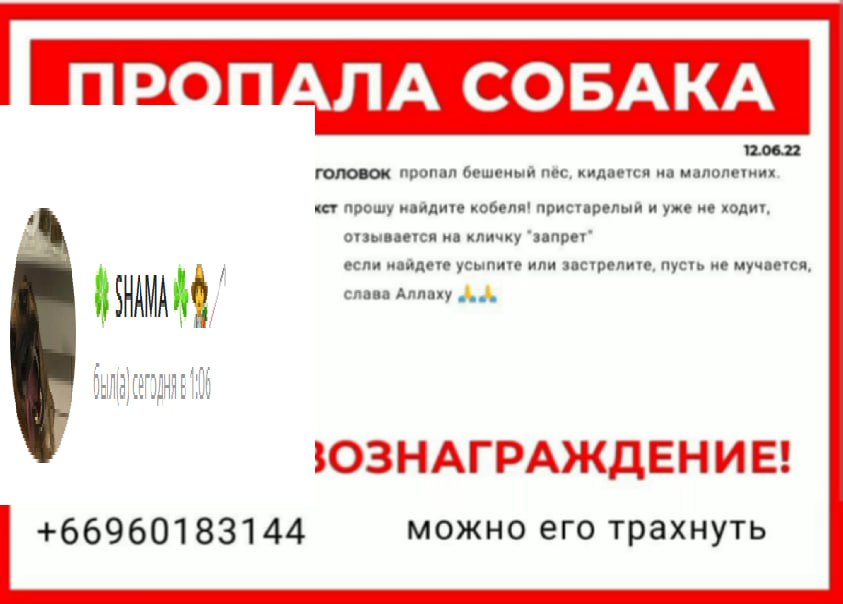 ПРОПАЛА СОБАКА
12.06.22
головок пропал бешеный пёс, кидается на малолетних.
кст прошу найдите кобеля! пристарелый и уже не ходит,
отзывается на кличку "запрет"
если найдете усыпите или застрелите, пусть не мучается,
слава Аллаху 🙏🙏
☘️ SHAMA ☘️👩‍🌾🦯
был(а) сегодня в 1:06
ВОЗНАГРАЖДЕНИЕ!
+66960183144
можно его трахнуть